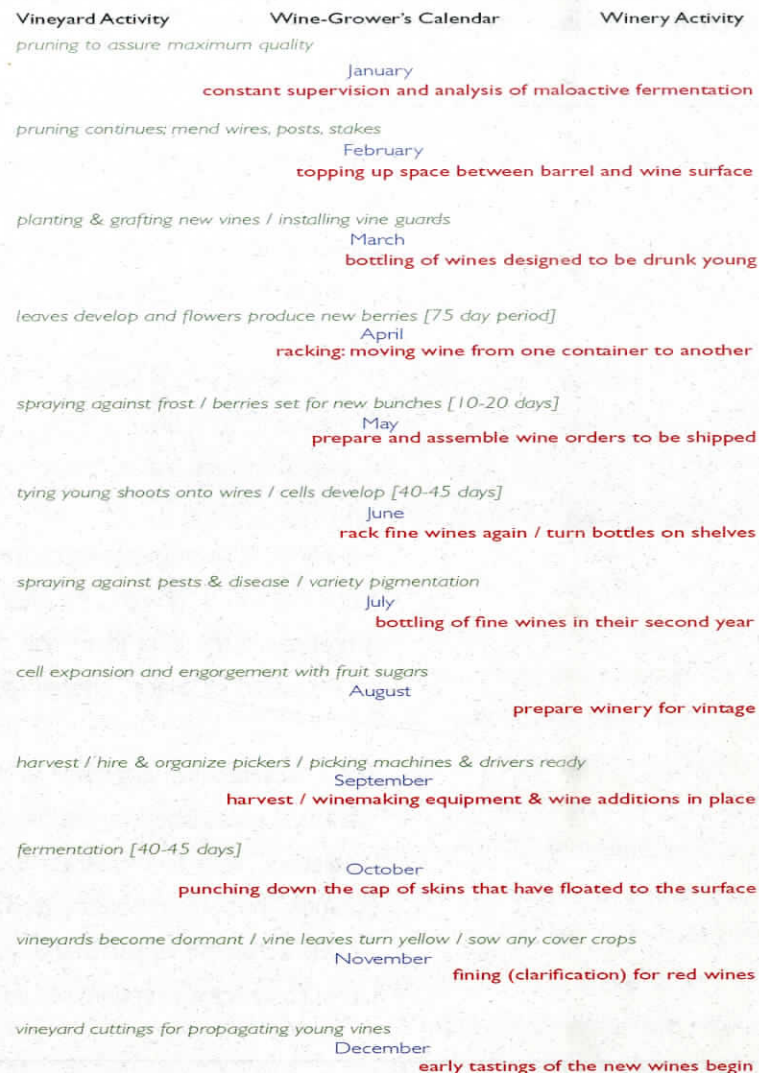 Vineyard Activity Wine-Grower's Calendar Winery Activity
pruning to assure maximum quality
January
constant supervision and analysis of maloactive fermentation
pruning continues; mend wires, posts, stakes
February
topping up space between barrel and wine surface
planting & grafting new vines / installing vine guards
March
bottling of wines designed to be drunk young
leaves develop and flowers produce new berries [75 day period]
April
racking: moving wine from one container to another
spraying against frost / berries set for new bunches [10-20 days]
May
prepare and assemble wine orders to be shipped
tying young shoots onto wires / cells develop [40-45 days]
June
rack fine wines again / turn bottles on shelves
spraying against pests & disease / variety pigmentation
July
bottling of fine wines in their second year
cell expansion and engorgement with fruit sugars
August
prepare winery for vintage
harvest / hire & organize pickers / picking machines & drivers ready
September
harvest / winemaking equipment & wine additions in place
fermentation [40-45 days]
October
punching down the cap of skins that have floated to the surface
vineyards become dormant / vine leaves turn yellow / sow any cover crops
November
fining (clarification) for red wines
vineyard cuttings for propagating young vines
December
early tastings of the new wines begin